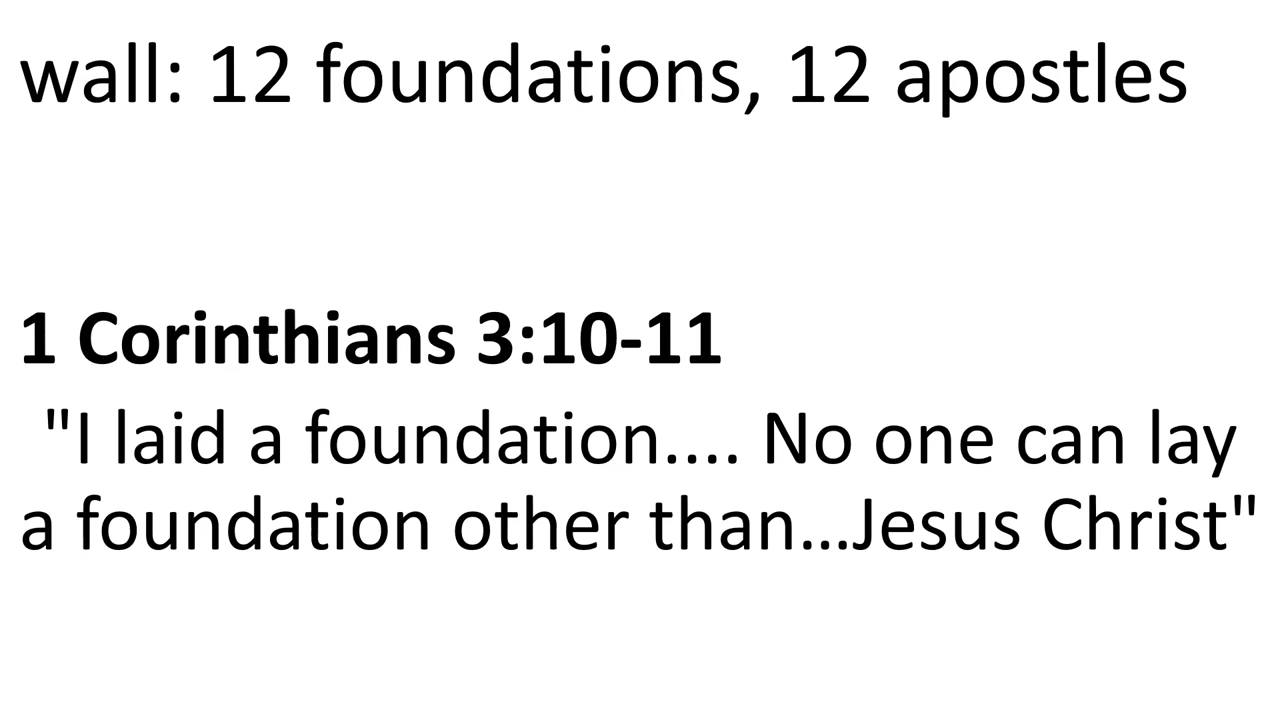 wall: 12 foundations, 12 apostles
1 Corinthians 3:10-11
"I laid a foundation.... No one can lay
a foundation other than...Jesus Christ"